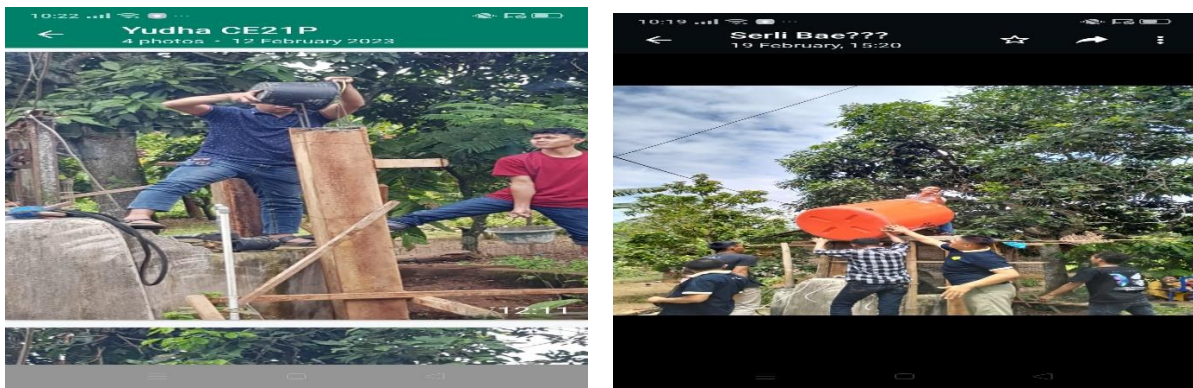 10:22
Yudha CE21P
4 photos • 12 February 2023
12:11
10:19
Serli Bae???
19 February, 15:20